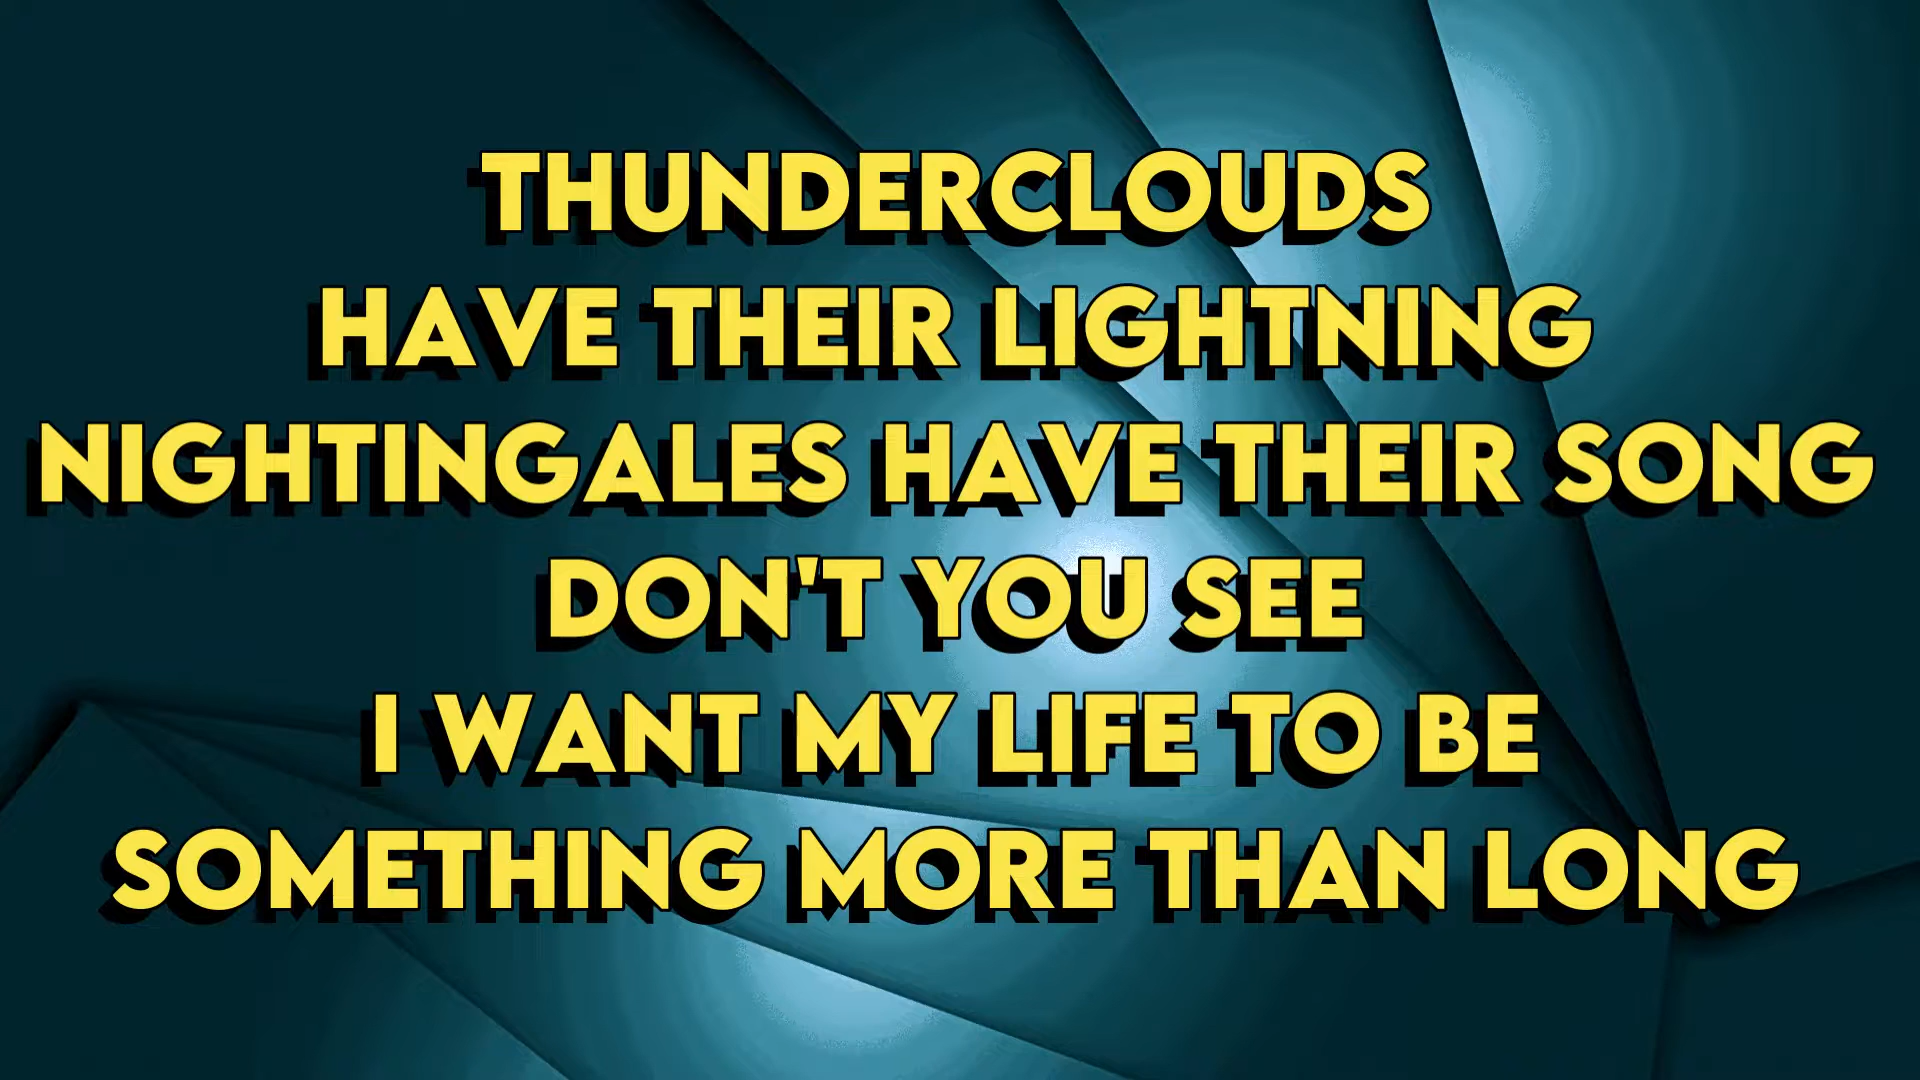 THUNDERCLOUDS
HAVE THEIR LIGHTNING
NIGHTINGALES HAVE THEIR SONG
DON'T YOU SEE
I WANT MY LIFE TO BE
SOMETHING MORE THAN LONG